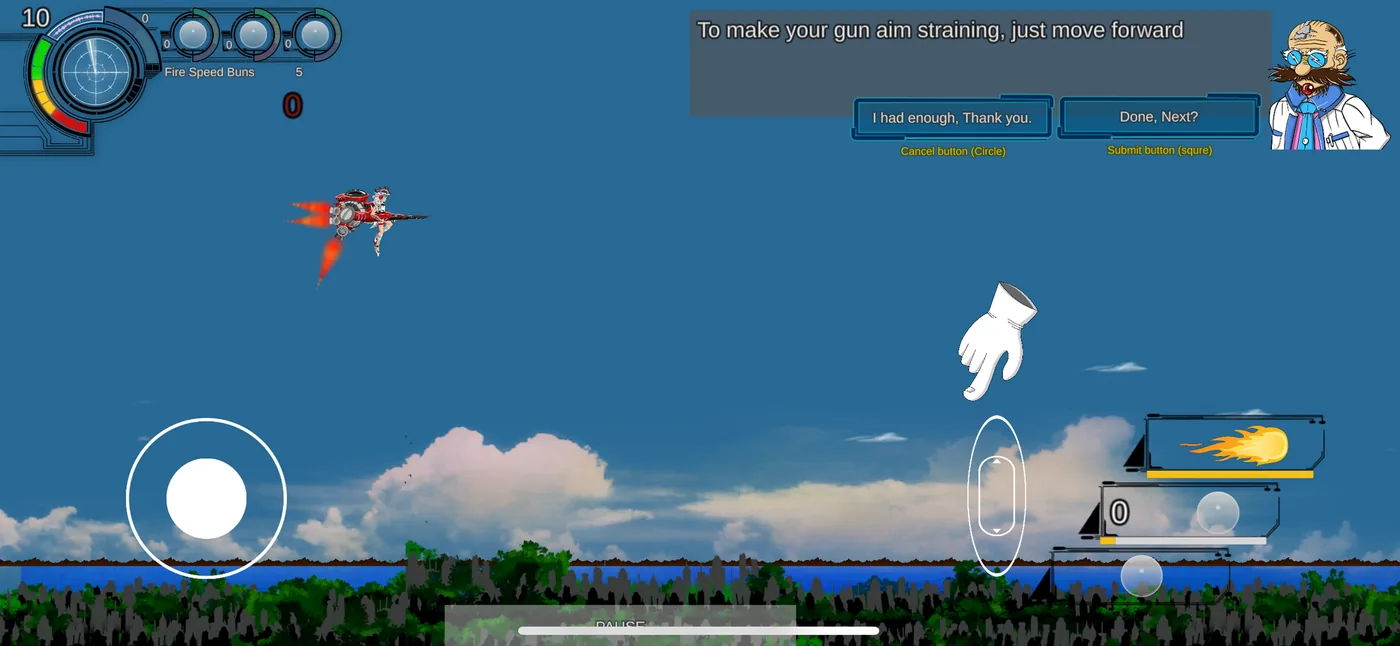 10
0
0
0
0
Fire Speed Buns 5
0
To make your gun aim straining, just move forward
I had enough, Thank you.
Done, Next?
Cancel button (Circle)
Submit button (squre)
0
PAUSE